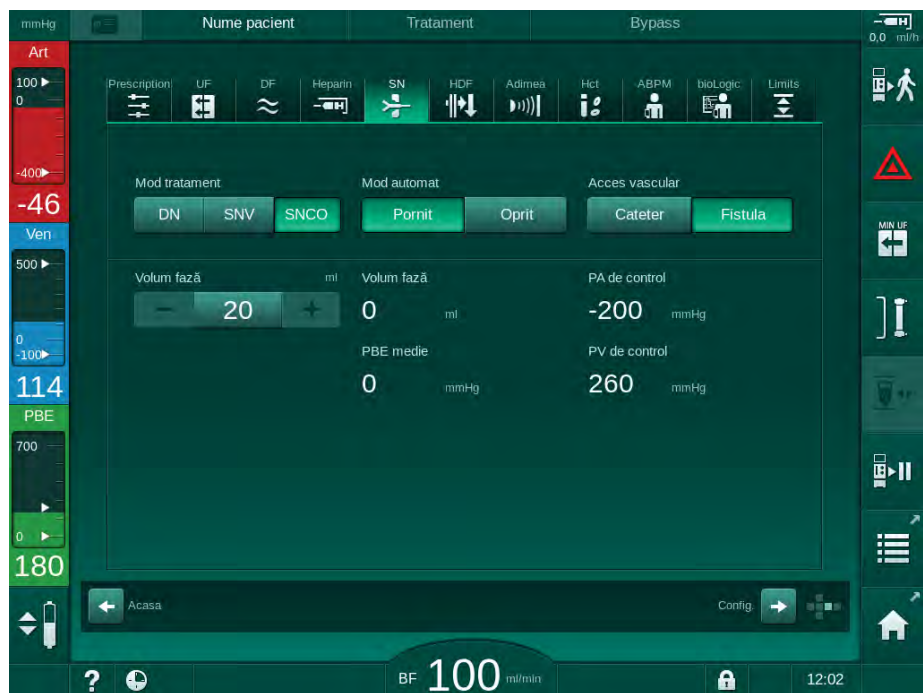 mmHg Nume pacient Tratament Bypass
0,0 ml/h
Art
100
0
-400
-46
Ven
500
0
-100
114
PBE
700
0
180
Prescription UF DF Heparin SN HDF Adimea Hct ABPM bioLogic Limits
Mod tratament Mod automat Acces vascular
DN SNV SNCO Pornit Oprit Cateter Fistula
Volum fază ml Volum fază PA de control
− 20 + 0 ml -200 mmHg
PBE medie PV de control
0 mmHg 260 mmHg
MIN UF
Acasa Config.
? BF 100 ml/min 12:02